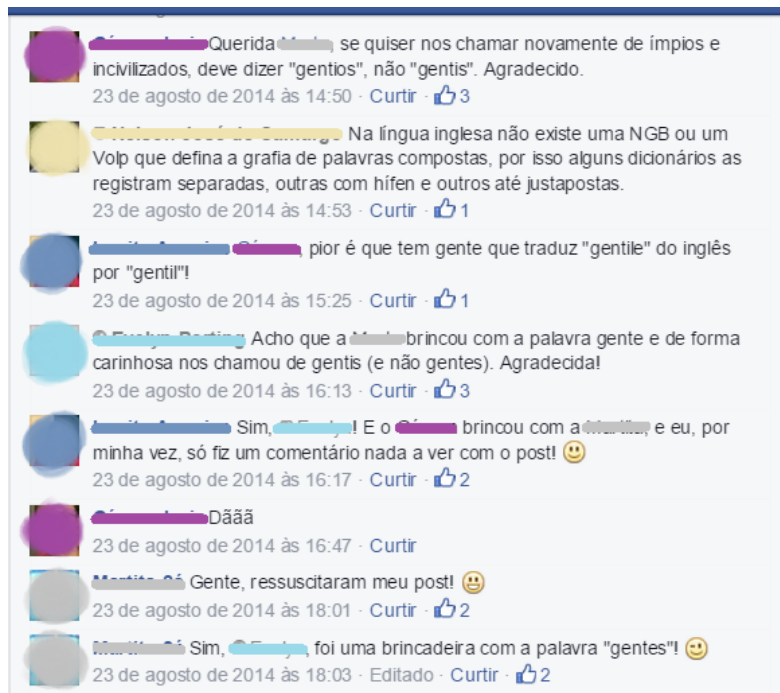 Querida , se quiser nos chamar novamente de ímpios e
incivilizados, deve dizer "gentios", não "gentis". Agradecido.
23 de agosto de 2014 às 14:50 · Curtir · 3
Na língua inglesa não existe uma NGB ou um
Volp que defina a grafia de palavras compostas, por isso alguns dicionários as
registram separadas, outras com hífen e outros até justapostas.
23 de agosto de 2014 às 14:53 · Curtir · 1
, pior é que tem gente que traduz "gentile" do inglês
por "gentil"!
23 de agosto de 2014 às 15:25 · Curtir · 1
Acho que a brincou com a palavra gente e de forma
carinhosa nos chamou de gentis (e não gentes). Agradecida!
23 de agosto de 2014 às 16:13 · Curtir · 3
Sim, ! E o brincou com a , e eu, por
minha vez, só fiz um comentário nada a ver com o post!
23 de agosto de 2014 às 16:17 · Curtir · 2
Dããã
23 de agosto de 2014 às 16:47 · Curtir
Gente, ressuscitaram meu post!
23 de agosto de 2014 às 18:01 · Curtir · 2
Sim, , foi uma brincadeira com a palavra "gentes"!
23 de agosto de 2014 às 18:03 · Editado · Curtir · 2